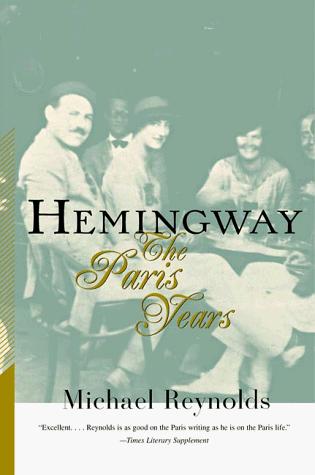 HEMINGWAY
The
Paris
Years
Michael Reynolds
"Excellent. . . . Reynolds is as good on the Paris writing as he is on the Paris life."
—Times Literary Supplement